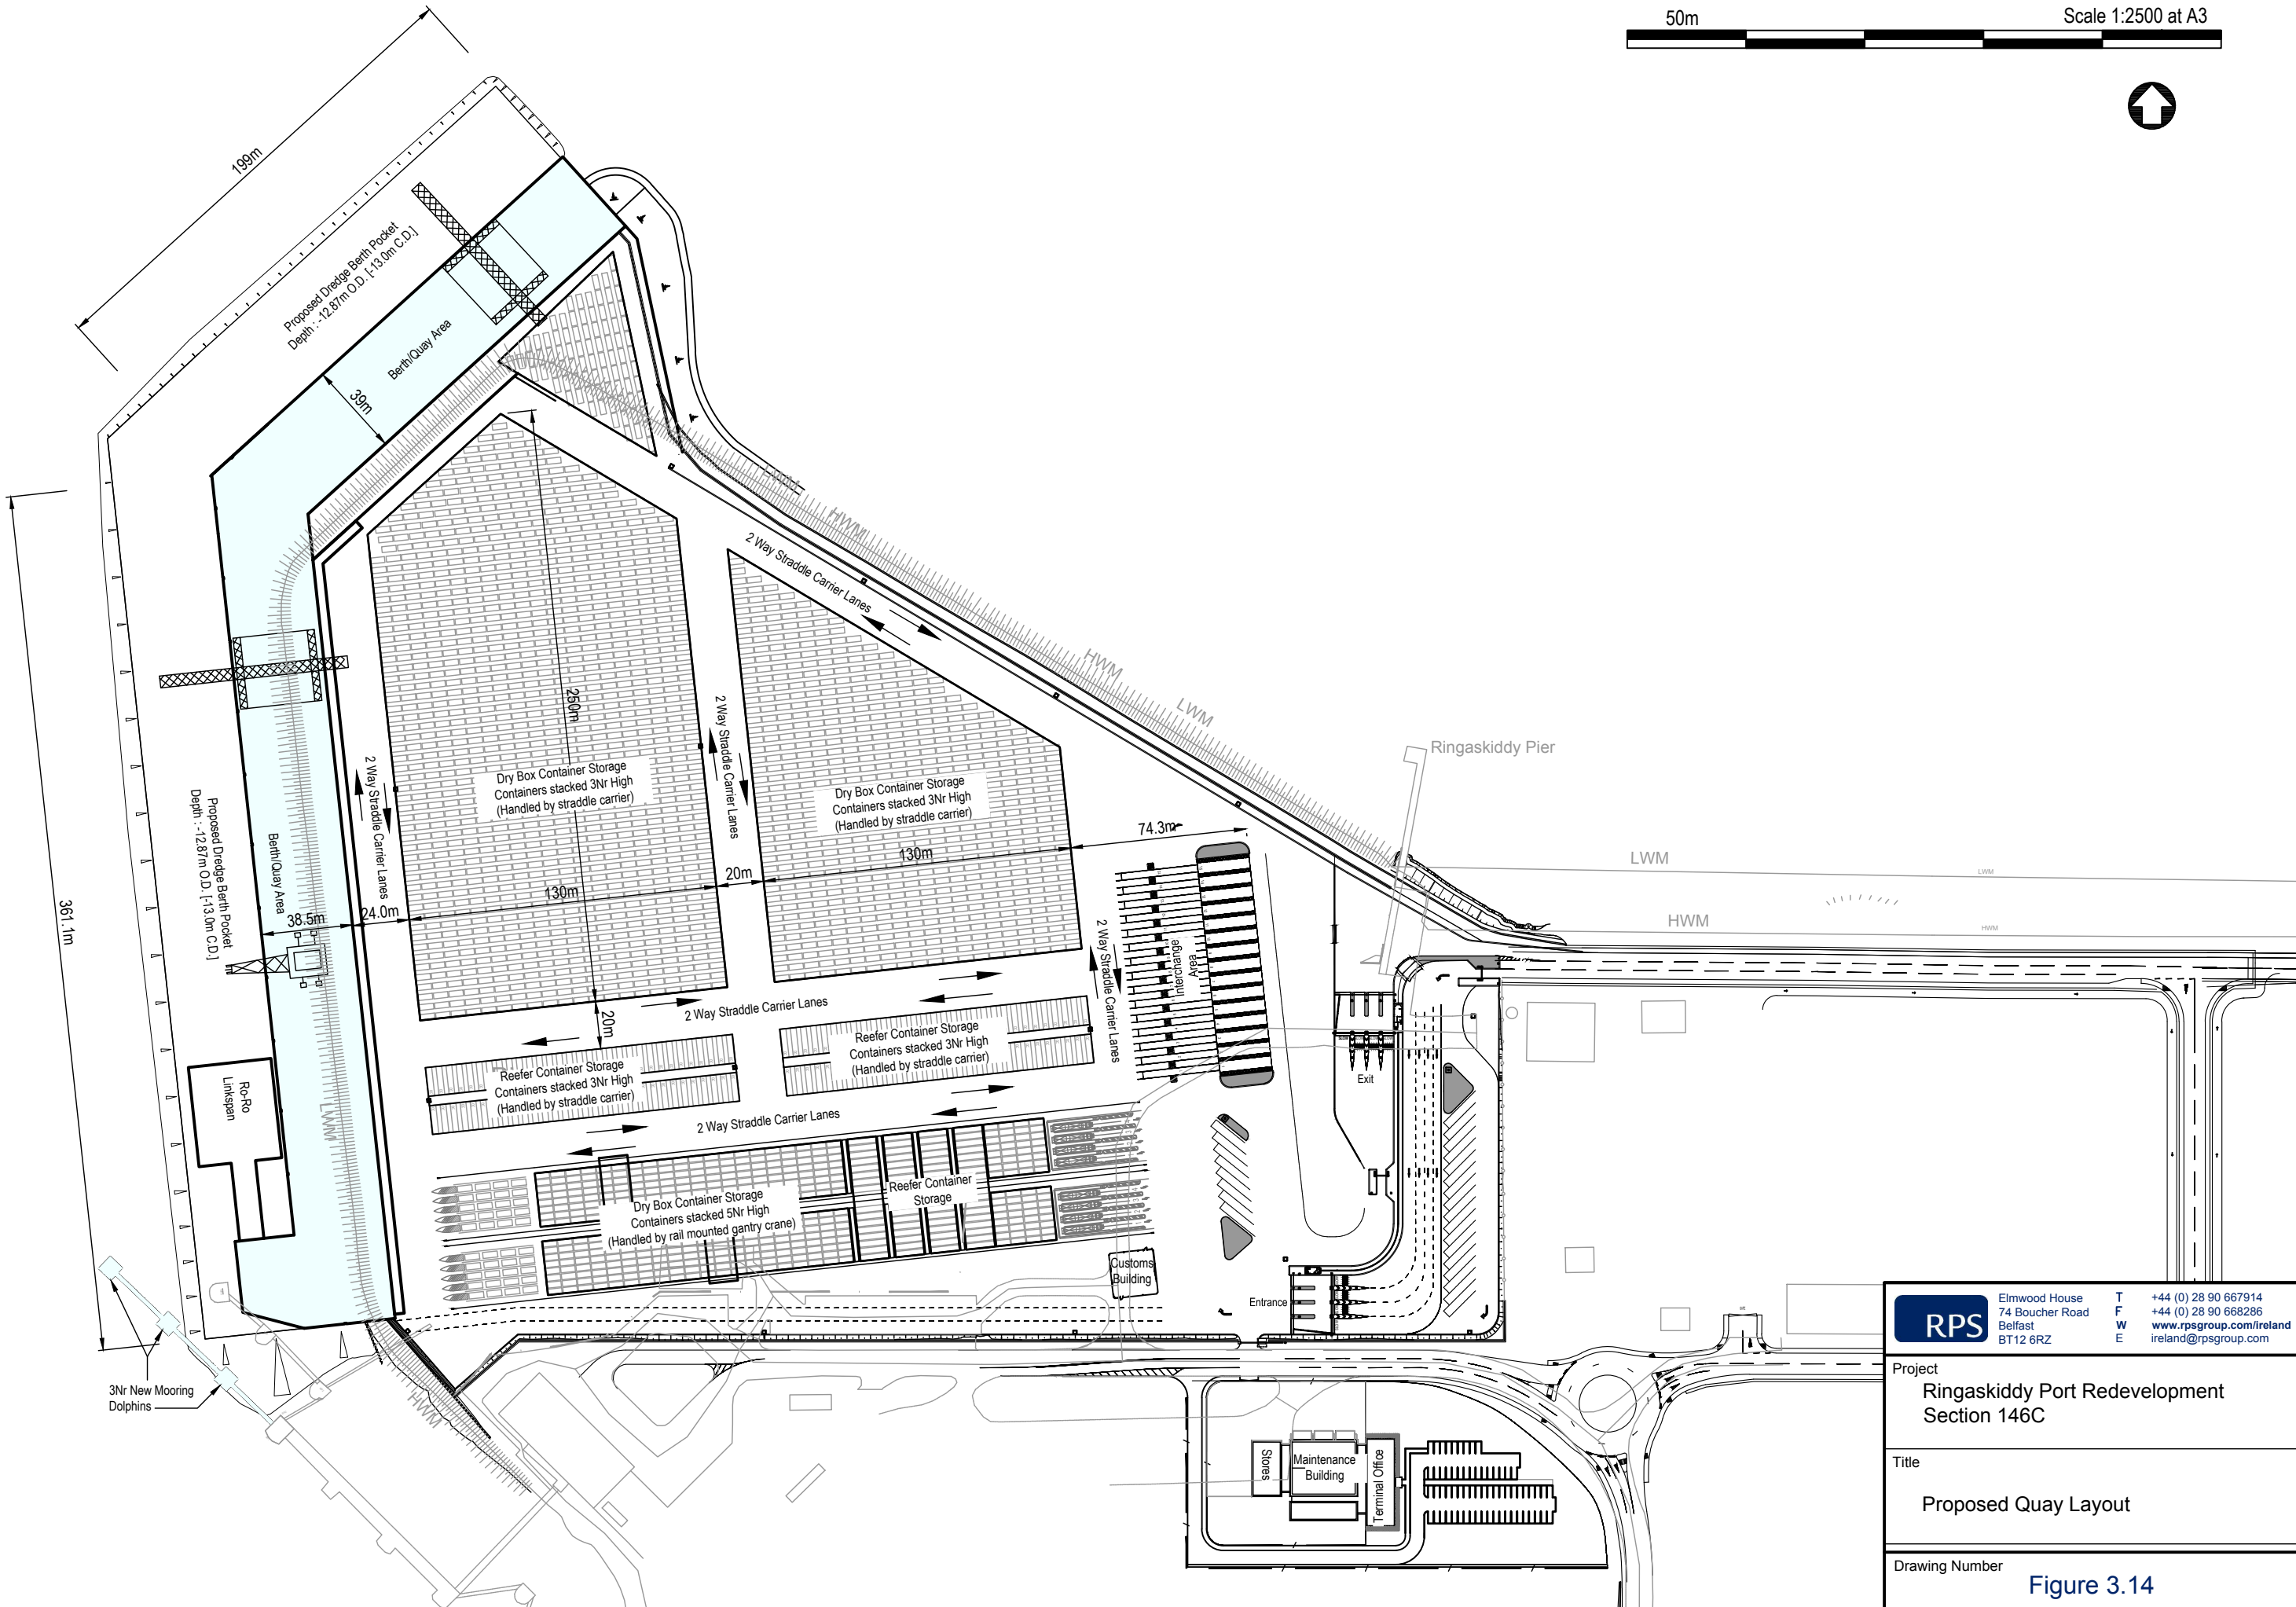 50m
Scale 1:2500 at A3
199m
Proposed Dredge Berth Pocket
Depth : -12.87m O.D. [-13.0m C.D.]
Berth/Quay Area
39m
LWM
HWM
2 Way Straddle Carrier Lanes
HWM
LWM
250m
2 Way Straddle Carrier Lanes
2 Way Straddle Carrier Lanes
Ringaskiddy Pier
Dry Box Container Storage
Containers stacked 3Nr High
(Handled by straddle carrier)
Dry Box Container Storage
Containers stacked 3Nr High
(Handled by straddle carrier)
74.3m
130m
20m
130m
24.0m
38.5m
361.1m
Proposed Dredge Berth Pocket
Depth : -12.87m O.D. [-13.0m C.D.]
Berth/Quay Area
LWM
LWM
HWM
HWM
Interchange
Area
2 Way Straddle Carrier Lanes
2 Way Straddle Carrier Lanes
20m
Reefer Container Storage
Containers stacked 3Nr High
(Handled by straddle carrier)
Reefer Container Storage
Containers stacked 3Nr High
(Handled by straddle carrier)
Exit
Ro-Ro
Linkspan
LWM
2 Way Straddle Carrier Lanes
Dry Box Container Storage
Containers stacked 5Nr High
(Handled by rail mounted gantry crane)
Reefer Container
Storage
Customs
Building
Entrance
3Nr New Mooring
Dolphins
HWM
Stores
Maintenance
Building
Terminal Office
RPS
Elmwood House
74 Boucher Road
Belfast
BT12 6RZ
T +44 (0) 28 90 667914
F +44 (0) 28 90 668286
W www.rpsgroup.com/ireland
E ireland@rpsgroup.com
Project
Ringaskiddy Port Redevelopment
Section 146C
Title
Proposed Quay Layout
Drawing Number
Figure 3.14